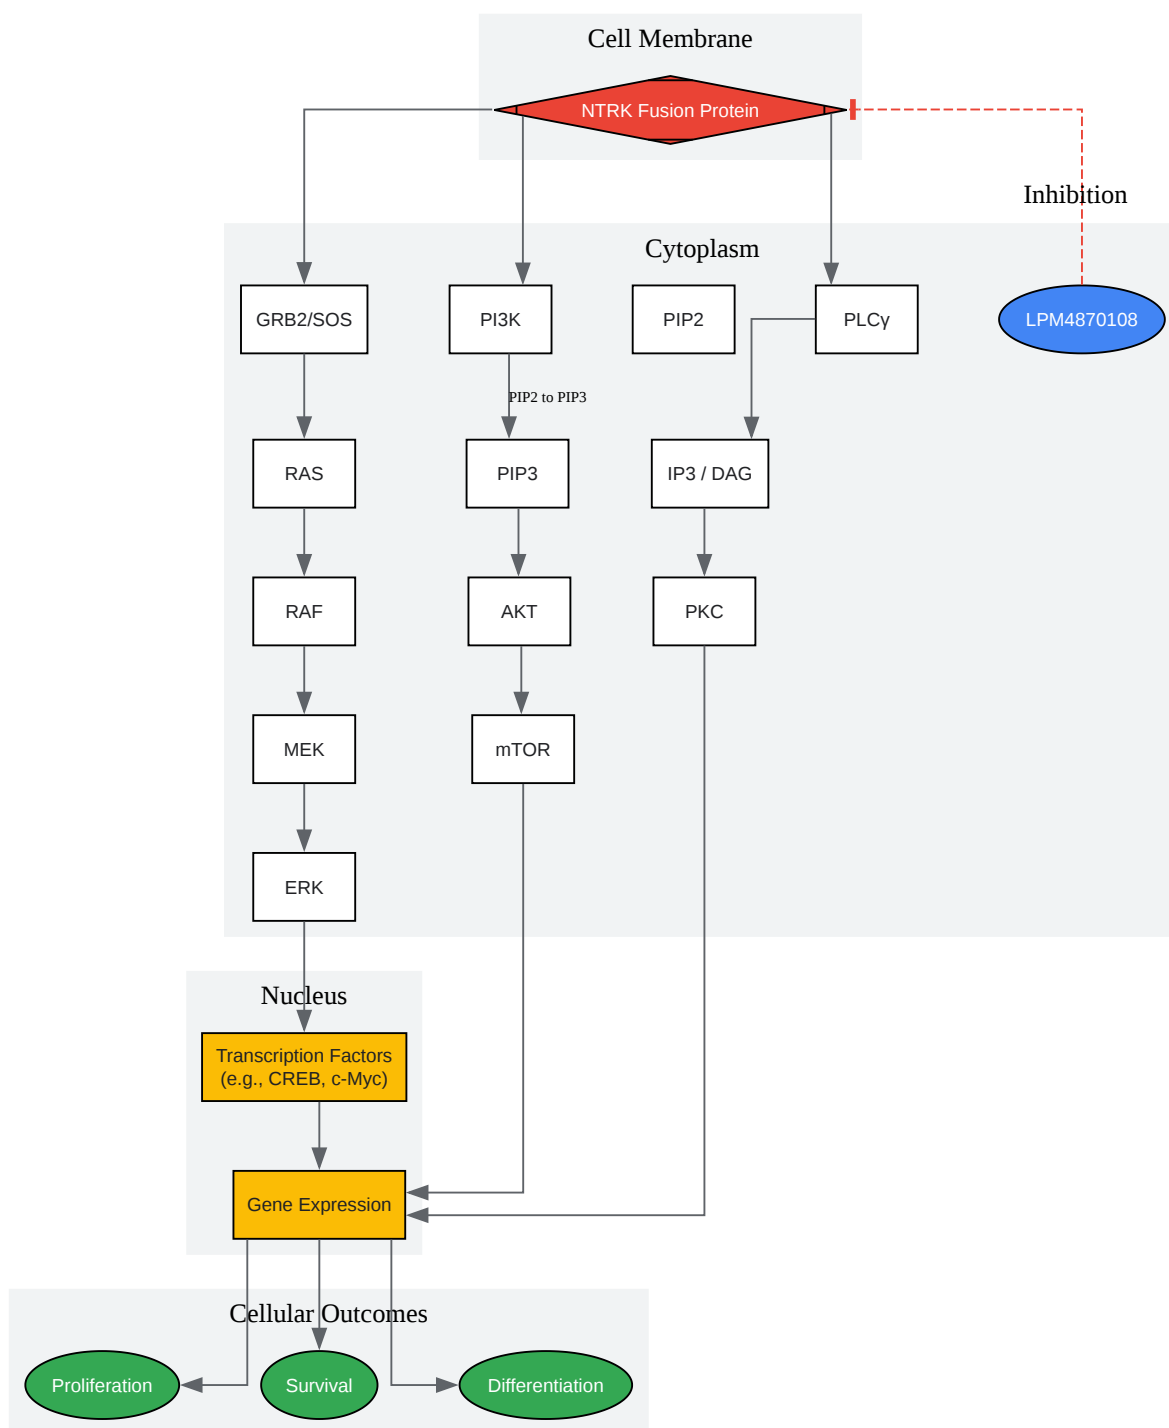 Cell Membrane
NTRK Fusion Protein
Inhibition
Cytoplasm
GRB2/SOS
PI3K
PIP2
PLCγ
LPM4870108
PIP2 to PIP3
RAS
PIP3
IP3 / DAG
RAF
AKT
PKC
MEK
mTOR
ERK
Nucleus
Transcription Factors
(e.g., CREB, c-Myc)
Gene Expression
Cellular Outcomes
Proliferation
Survival
Differentiation